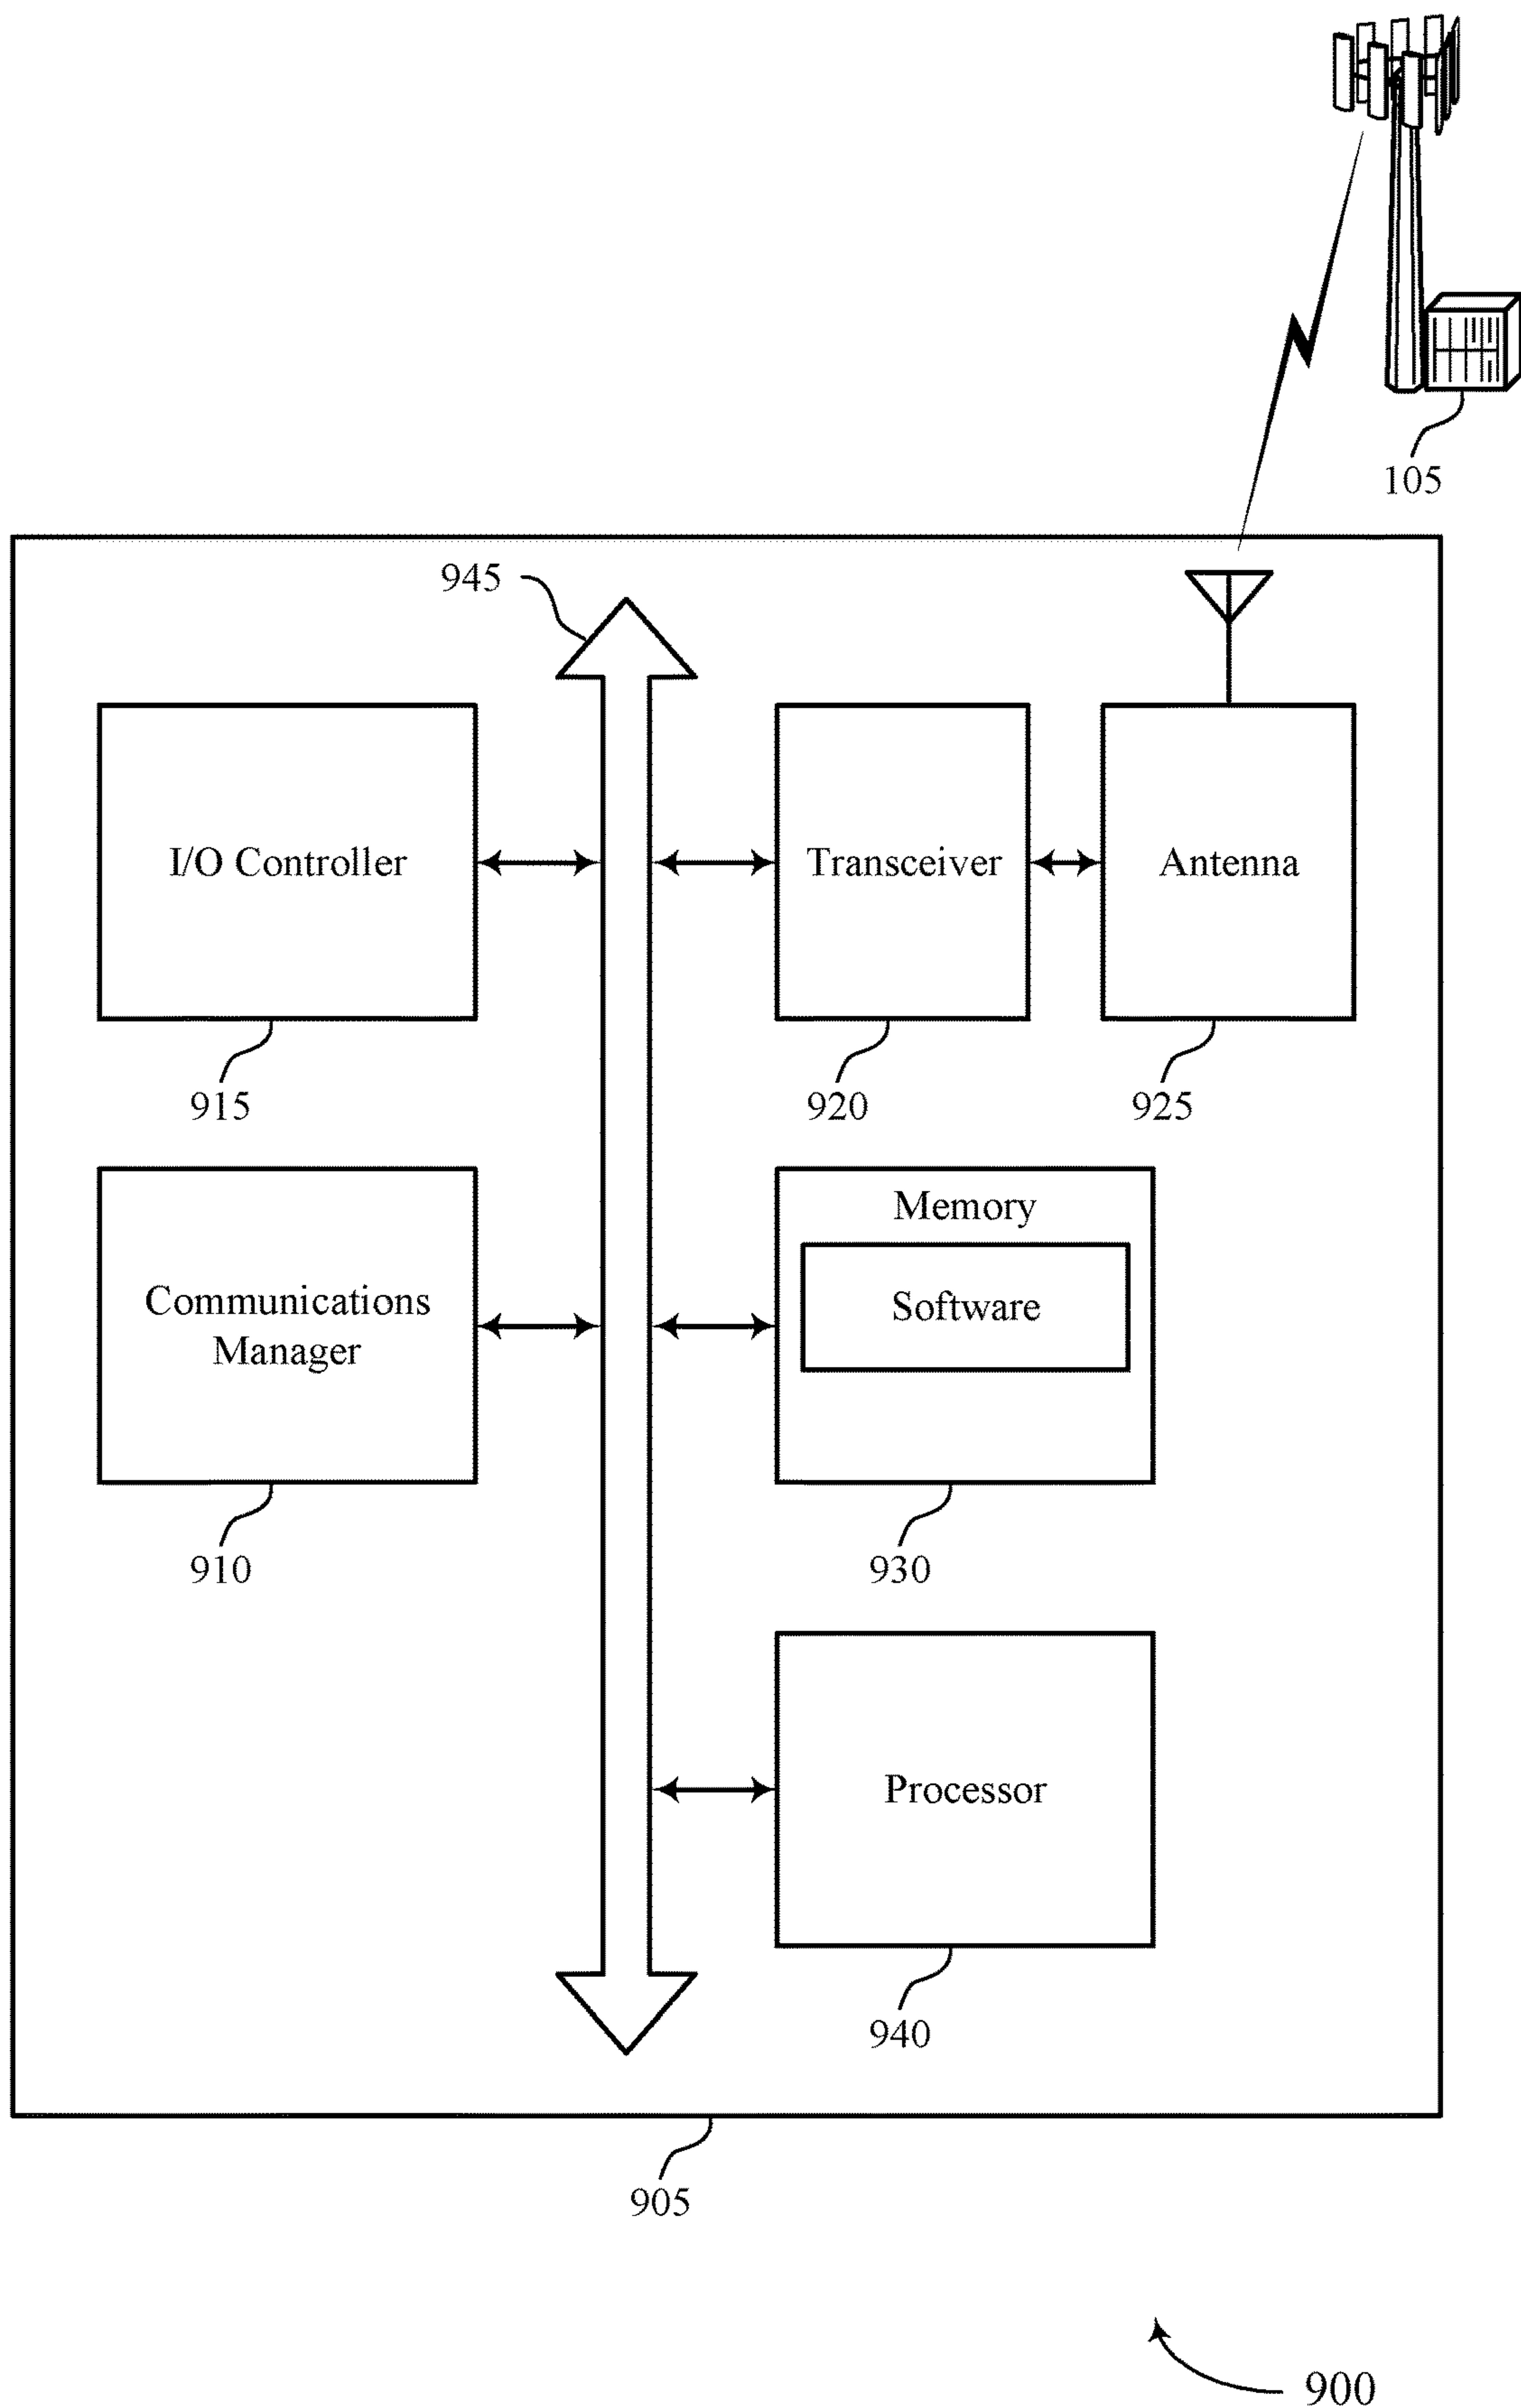 105
945
I/O Controller
Transceiver
Antenna
915
920
925
Communications
Manager
Memory
Software
910
930
Processor
940
905
900